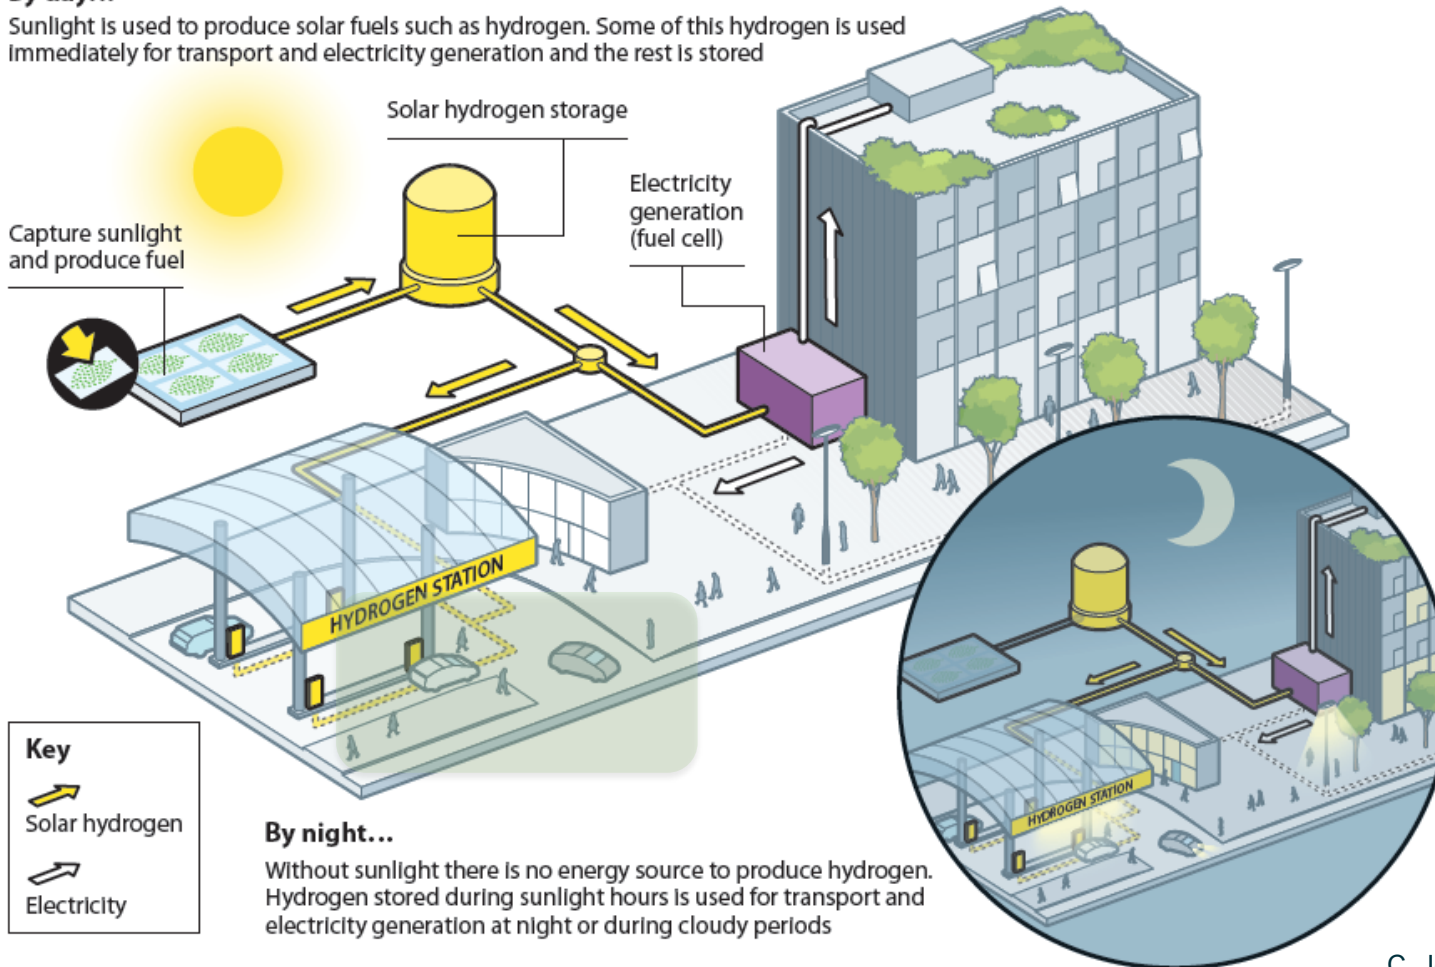 By day...
Sunlight is used to produce solar fuels such as hydrogen. Some of this hydrogen is used
immediately for transport and electricity generation and the rest is stored
Solar hydrogen storage
Electricity
generation
(fuel cell)
Capture sunlight
and produce fuel
HYDROGEN STATION
HYDROGEN STATION
Key
Solar hydrogen
Electricity
By night...
Without sunlight there is no energy source to produce hydrogen.
Hydrogen stored during sunlight hours is used for transport and
electricity generation at night or during cloudy periods